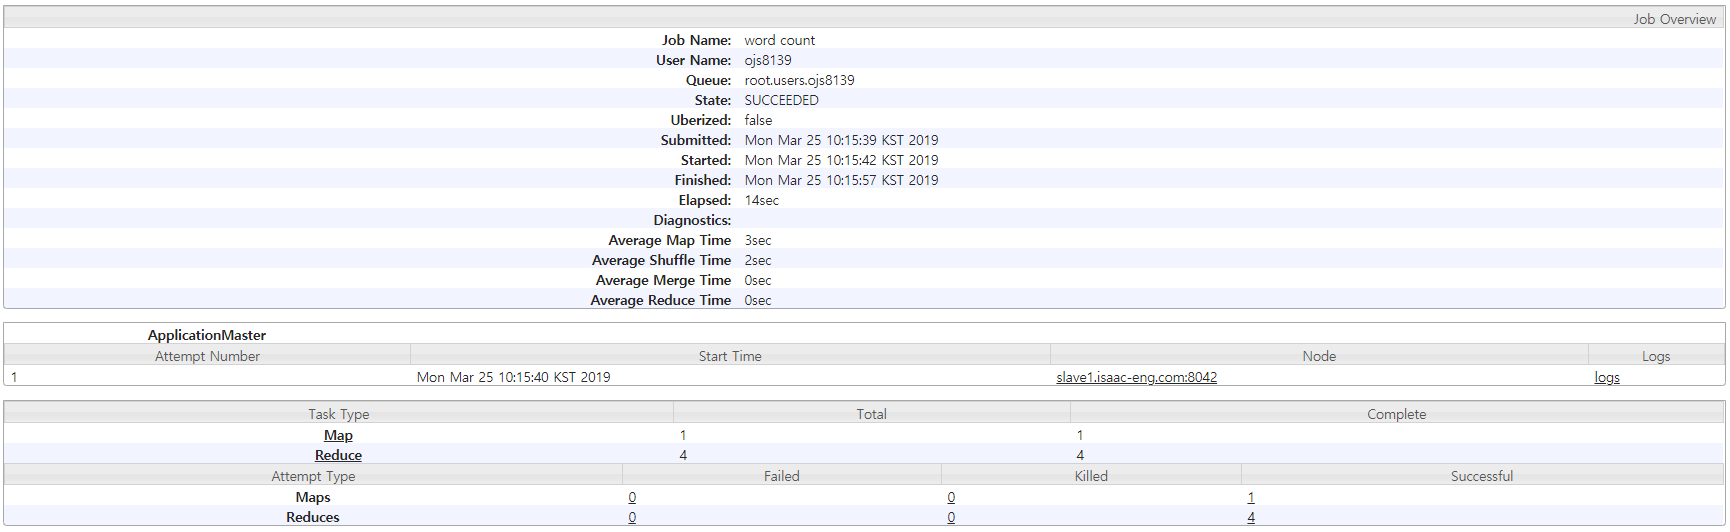 Job Overview
Job Name: word count
User Name: ojs8139
Queue: root.users.ojs8139
State: SUCCEEDED
Uberized: false
Submitted: Mon Mar 25 10:15:39 KST 2019
Started: Mon Mar 25 10:15:42 KST 2019
Finished: Mon Mar 25 10:15:57 KST 2019
Elapsed: 14sec
Diagnostics:
Average Map Time 3sec
Average Shuffle Time 2sec
Average Merge Time 0sec
Average Reduce Time 0sec
ApplicationMaster
Attempt Number Start Time Node Logs
1 Mon Mar 25 10:15:40 KST 2019 slave1.isaac-eng.com:8042 logs
Task Type Total Complete
Map 1 1
Reduce 4 4
Attempt Type Failed Killed Successful
Maps 0 0 1
Reduces 0 0 4